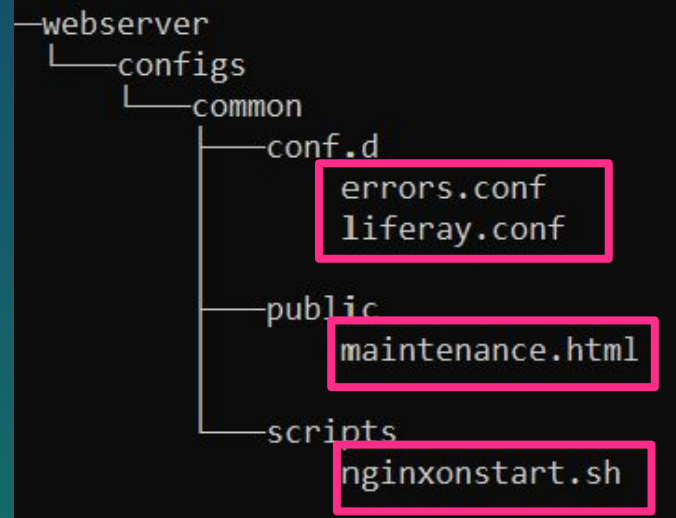 webserver
configs
common
conf.d
errors.conf
liferay.conf
public
maintenance.html
scripts
nginxonstart.sh